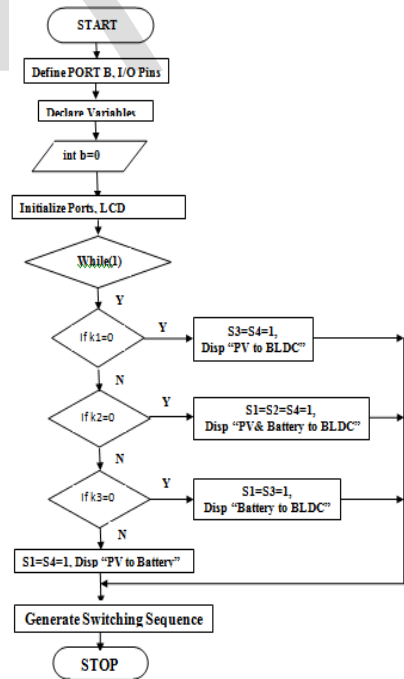 START
Define PORT B, I/O Pins
Declare Variables
int b=0
Initialize Ports, LCD
While(1)
Y
If k1=0
Y
S3=S4=1,
Disp “PV to BLDC”
N
If k2=0
Y
S1=S2=S4=1,
Disp “PV& Battery to BLDC”
N
If k3=0
Y
S1=S3=1,
Disp “Battery to BLDC”
N
S1=S4=1, Disp “PV to Battery”
Generate Switching Sequence
STOP